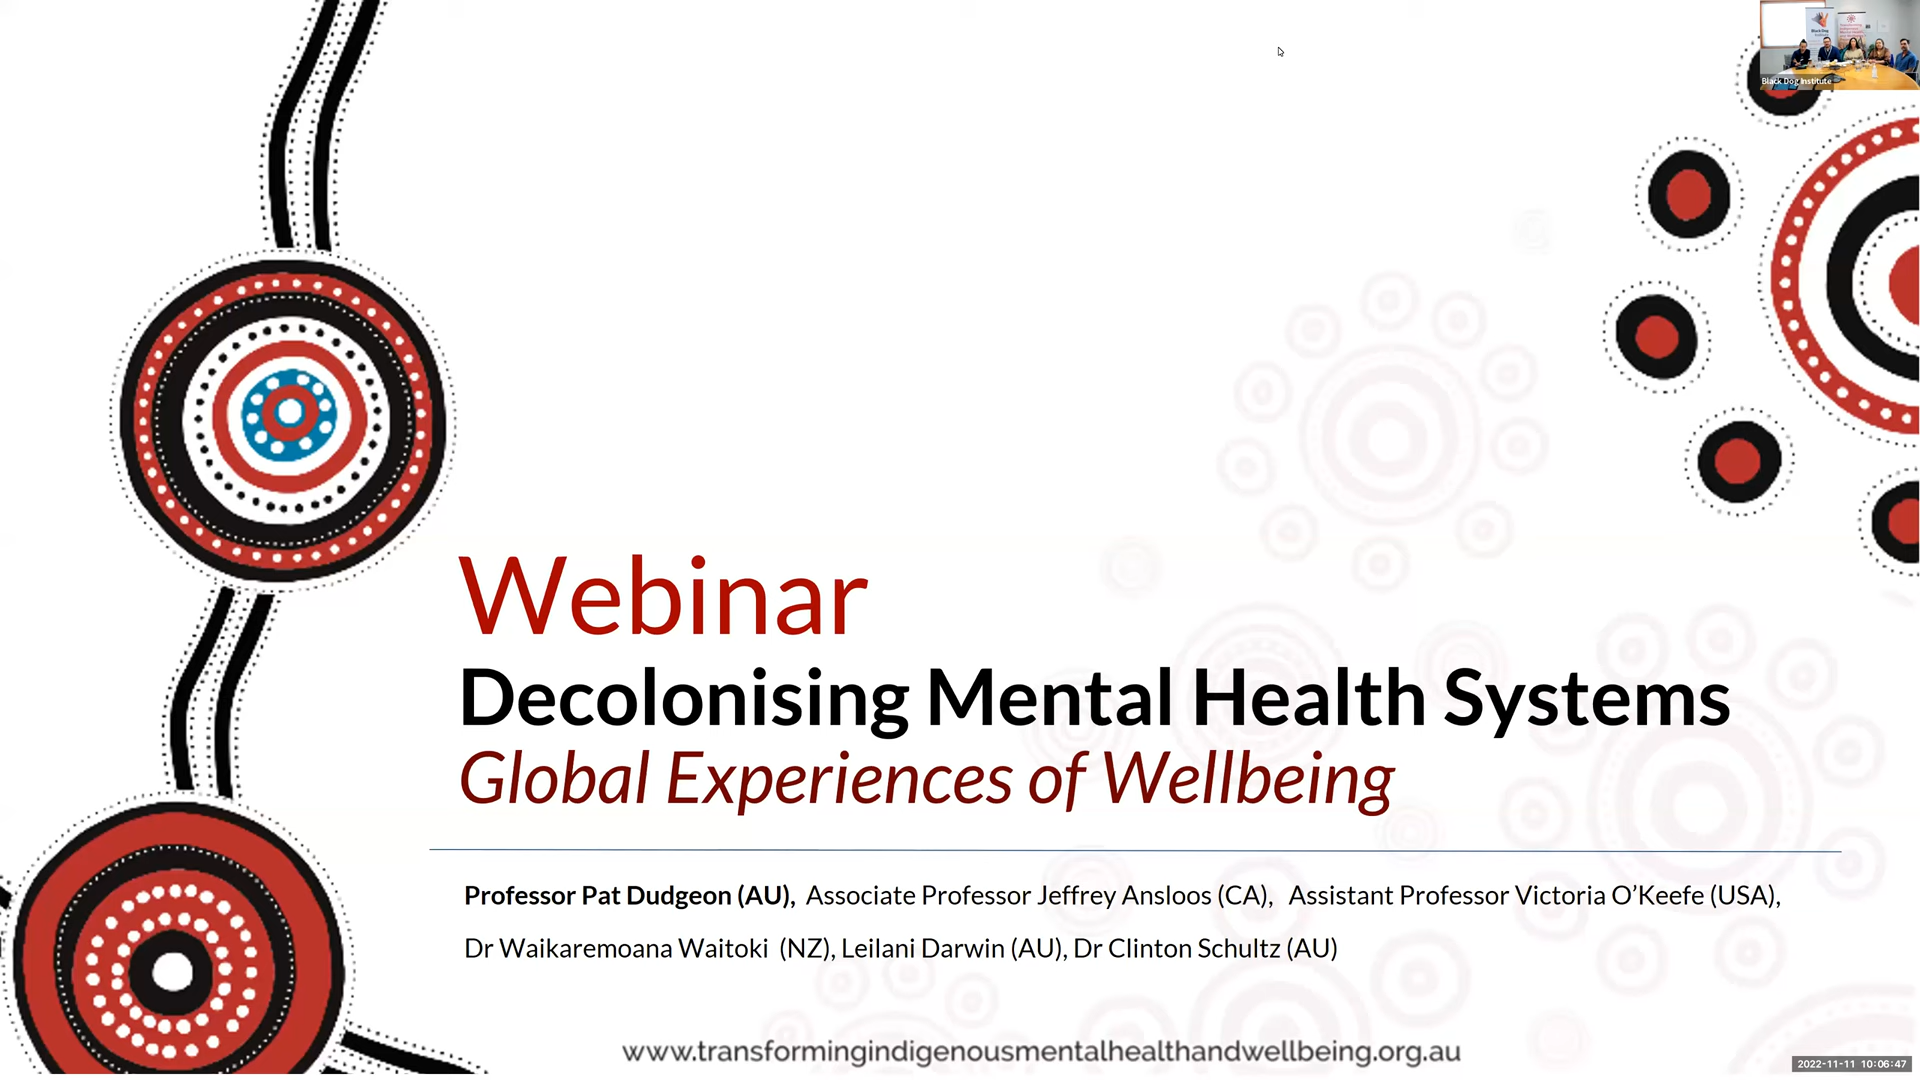 Black Dog Institute
Webinar
Decolonising Mental Health Systems
Global Experiences of Wellbeing
Professor Pat Dudgeon (AU), Associate Professor Jeffrey Ansloos (CA), Assistant Professor Victoria O’Keefe (USA),
Dr Waikaremoana Waitoki (NZ), Leilani Darwin (AU), Dr Clinton Schultz (AU)
www.transformingindigenousmentalhealthandwellbeing.org.au
2022-11-11 10:06:47